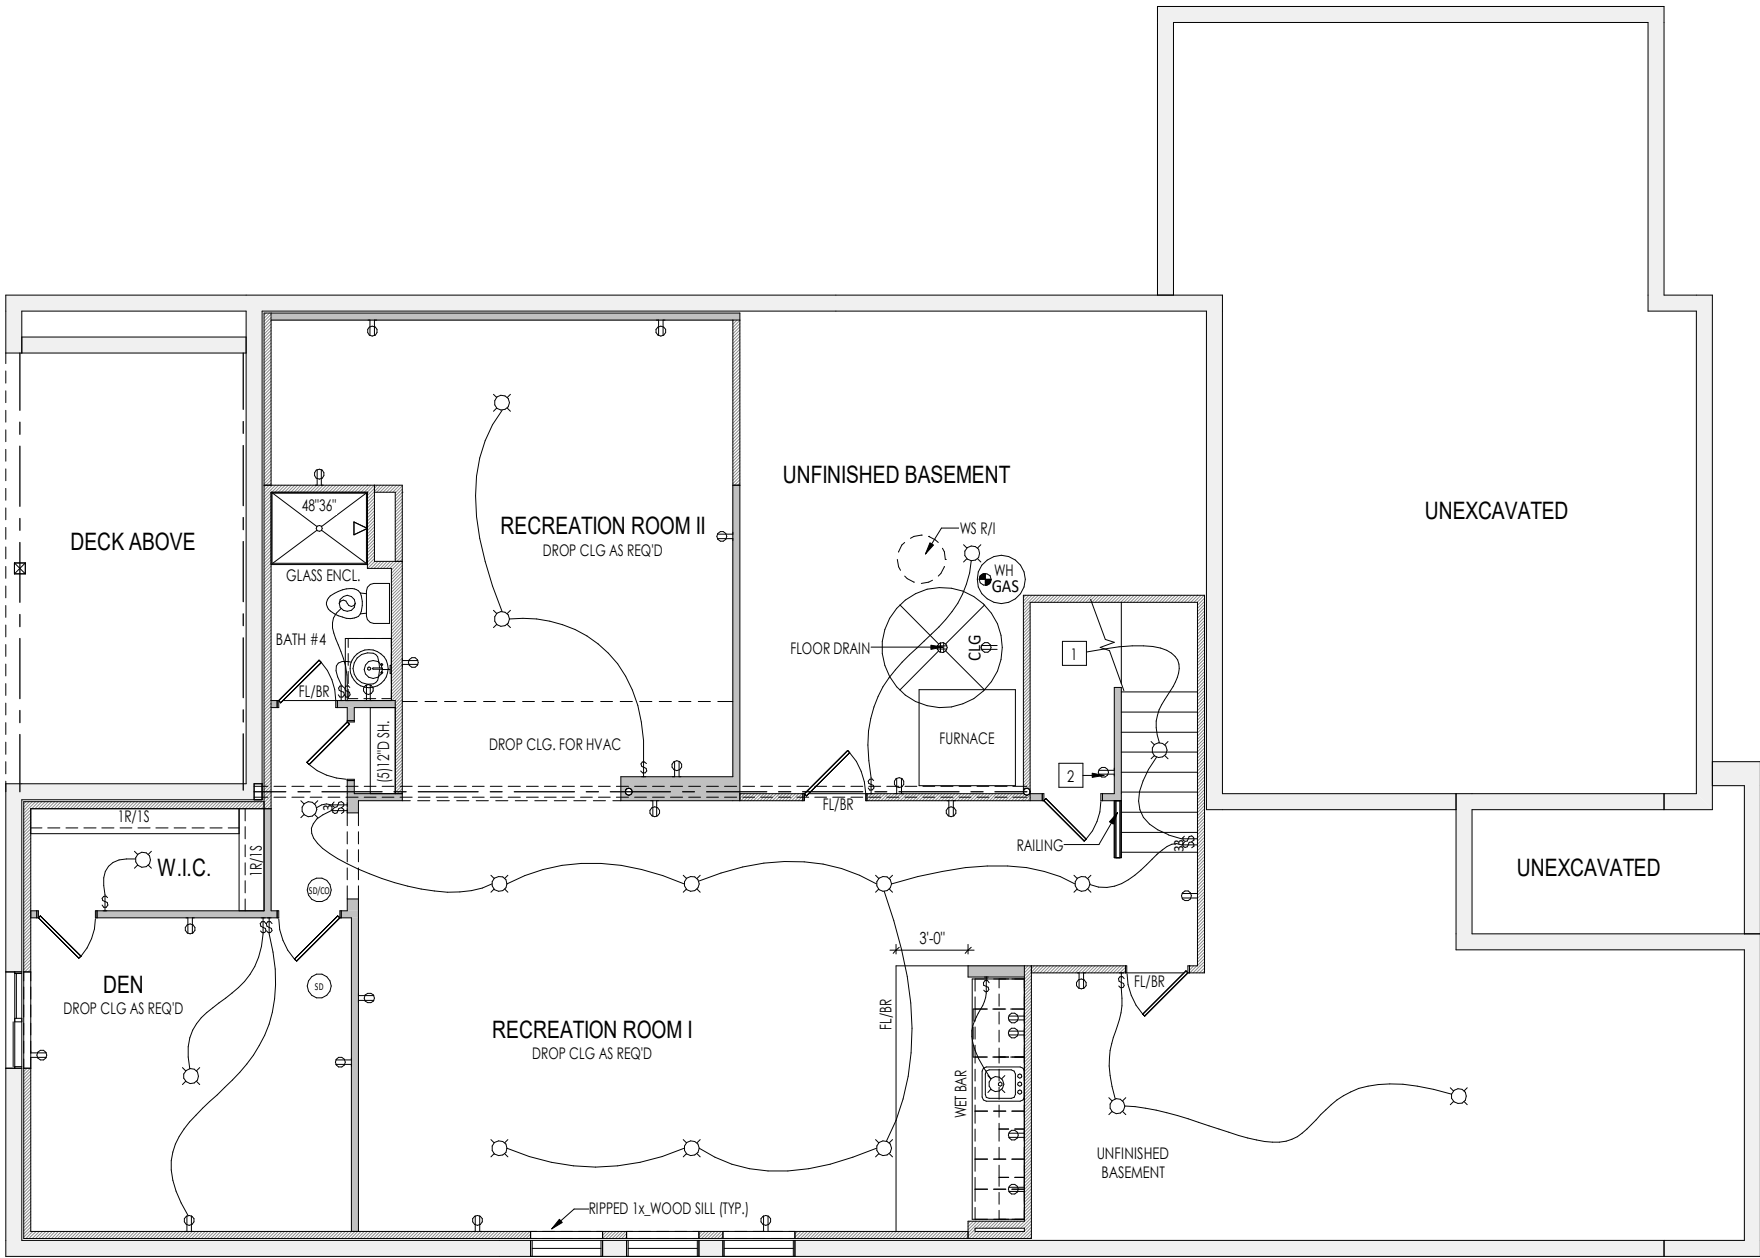 UNFINISHED BASEMENT
48"36"
UNEXCAVATED
RECREATION ROOM II
DROP CLG AS REQ'D
DECK ABOVE
WS R/I
WH
GAS
GLASS ENCL.
BATH #4
FLOOR DRAIN
CLG
1
FL/BR
$$
DROP CLG. FOR HVAC
(5)12"D SH.
FURNACE
$
2
$
FL/BR
1R/1S
3
$$
RAILING
3
$$
1R/1S
W.I.C.
UNEXCAVATED
SD/CO
$
$$
3'-0"
DEN
DROP CLG AS REQ'D
SD
$
$
FL/BR
FL/BR
RECREATION ROOM I
DROP CLG AS REQ'D
WET BAR
UNFINISHED
BASEMENT
RIPPED 1x_WOOD SILL (TYP.)